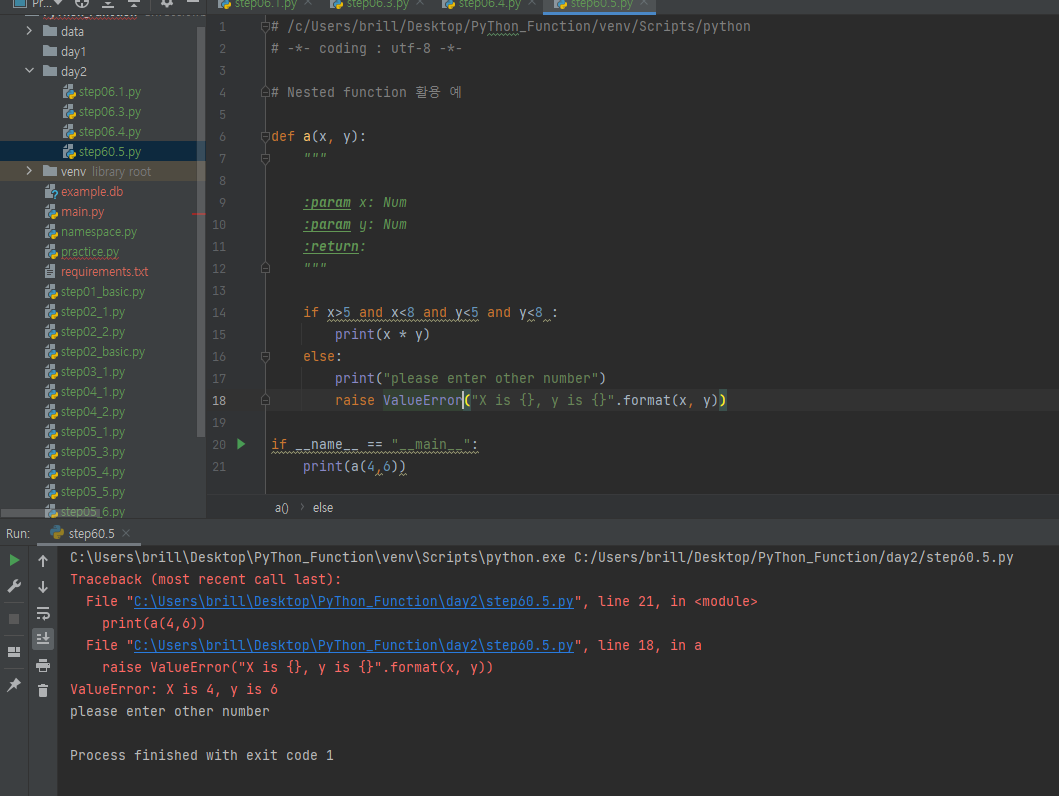 Pr...
step06.1.py
step06.3.py
step06.4.py
step60.5.py
data
day1
day2
step06.1.py
step06.3.py
step06.4.py
step60.5.py
venv library root
example.db
main.py
namespace.py
practice.py
requirements.txt
step01_basic.py
step02_1.py
step02_2.py
step02_basic.py
step03_1.py
step04_1.py
step04_2.py
step05_1.py
step05_3.py
step05_4.py
step05_5.py
step05_6.py
1 # /c/Users/brill/Desktop/PyThon_Function/venv/Scripts/python
2 # -*- coding : utf-8 -*-
3
4 # Nested function 활용 예
5
6 def a(x, y):
7 """
8
9 :param x: Num
10 :param y: Num
11 :return:
12 """
13
14 if x>5 and x<8 and y<5 and y<8 :
15 print(x * y)
16 else:
17 print("please enter other number")
18 raise ValueError("X is {}, y is {}".format(x, y))
19
20 if __name__ == "__main__":
21 print(a(4,6))
a() › else
Run: step60.5
C:\Users\brill\Desktop\PyThon_Function\venv\Scripts\python.exe C:/Users/brill/Desktop/PyThon_Function/day2/step60.5.py
Traceback (most recent call last):
File "C:\Users\brill\Desktop\PyThon_Function\day2\step60.5.py", line 21, in <module>
print(a(4,6))
File "C:\Users\brill\Desktop\PyThon_Function\day2\step60.5.py", line 18, in a
raise ValueError("X is {}, y is {}".format(x, y))
ValueError: X is 4, y is 6
please enter other number
Process finished with exit code 1